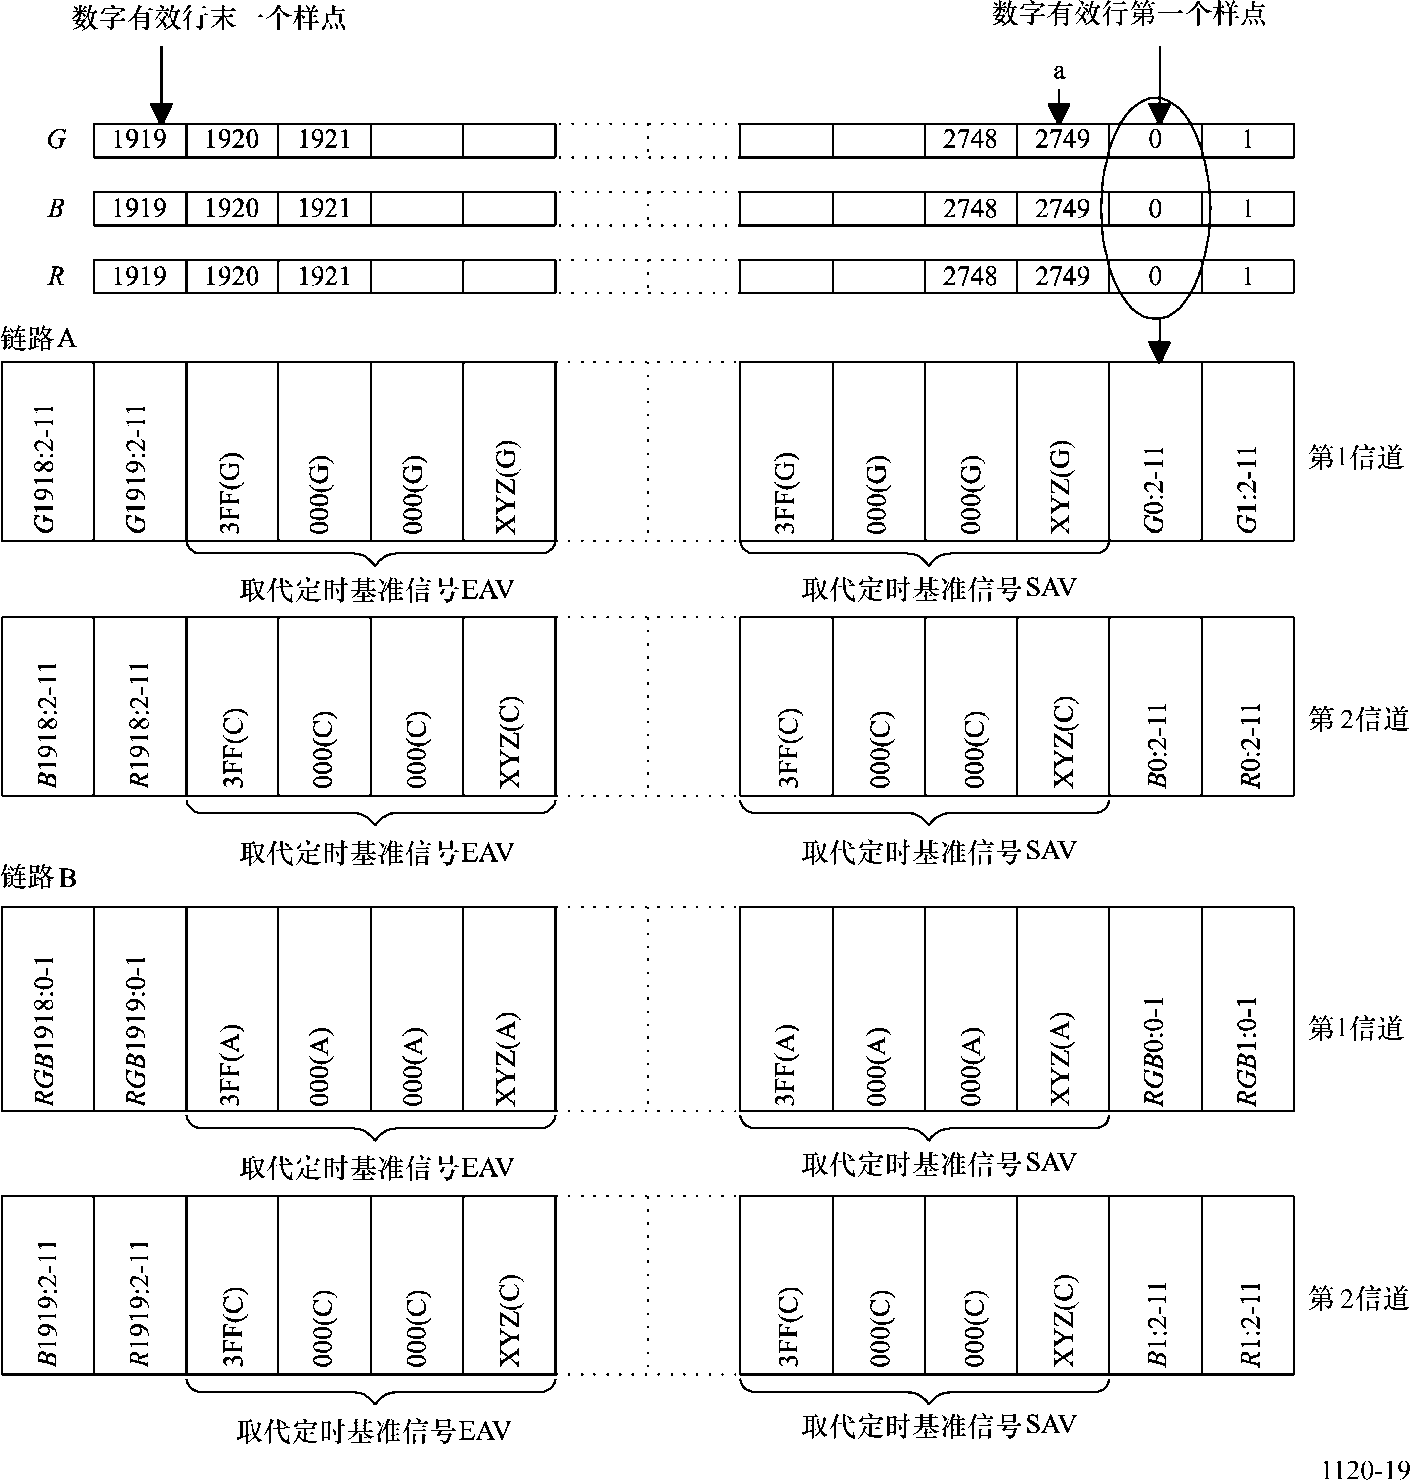 数字有效行末一个样点
数字有效行第一个样点
a
G 1919 1920 1921 2748 2749 0 1
B 1919 1920 1921 2748 2749 0 1
R 1919 1920 1921 2748 2749 0 1
链路A
G1918:2-11 G1919:2-11 3FF(G) 000(G) 000(G) XYZ(G) 3FF(G) 000(G) 000(G) XYZ(G) G0:2-11 G1:2-11 第1信道
取代定时基准信号EAV 取代定时基准信号SAV
B1918:2-11 R1918:2-11 3FF(C) 000(C) 000(C) XYZ(C) 3FF(C) 000(C) 000(C) XYZ(C) B0:2-11 R0:2-11 第2信道
取代定时基准信号EAV 取代定时基准信号SAV
链路B
RGB1918:0-1 RGB1919:0-1 3FF(A) 000(A) 000(A) XYZ(A) 3FF(A) 000(A) 000(A) XYZ(A) RGB0:0-1 RGB1:0-1 第1信道
取代定时基准信号EAV 取代定时基准信号SAV
B1919:2-11 R1919:2-11 3FF(C) 000(C) 000(C) XYZ(C) 3FF(C) 000(C) 000(C) XYZ(C) B1:2-11 R1:2-11 第2信道
取代定时基准信号EAV 取代定时基准信号SAV
1120-19